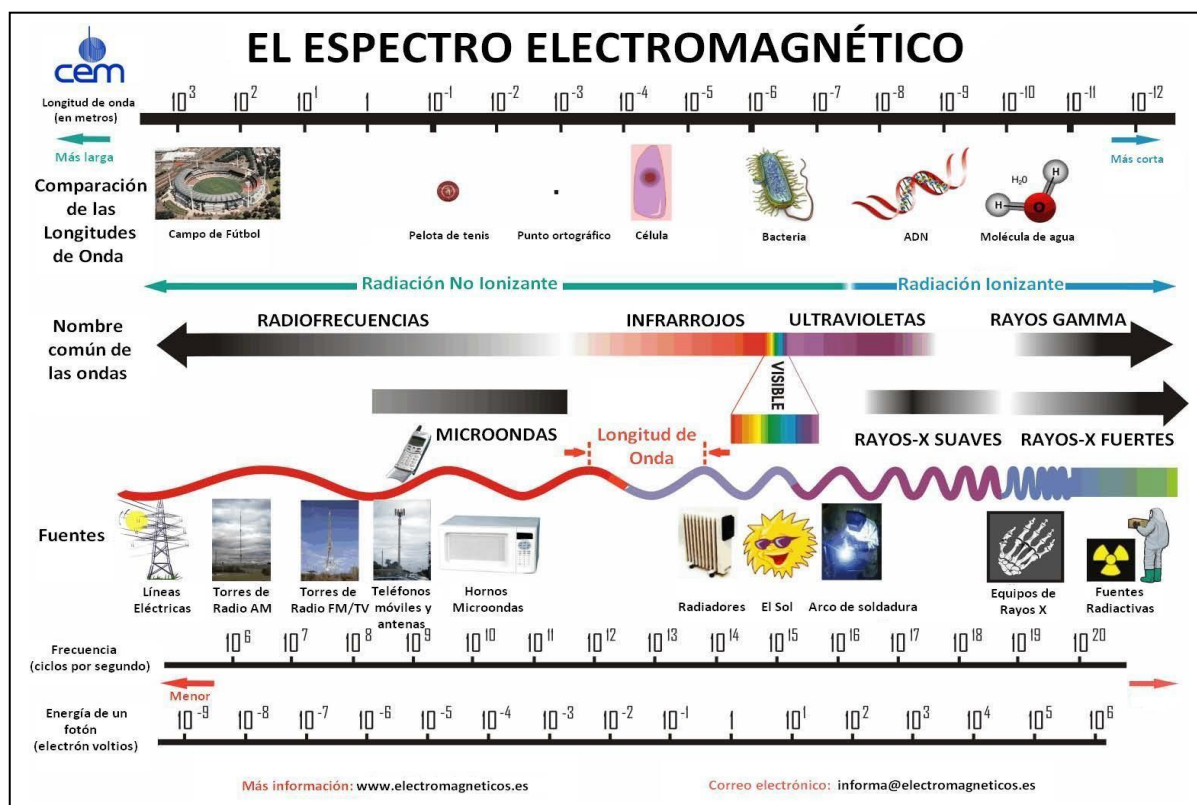 cem
EL ESPECTRO ELECTROMAGNÉTICO
Longitud de onda
(en metros)
10³ 10² 10¹ 1 10⁻¹ 10⁻² 10⁻³ 10⁻⁴ 10⁻⁵ 10⁻⁶ 10⁻⁷ 10⁻⁸ 10⁻⁹ 10⁻¹⁰ 10⁻¹¹ 10⁻¹²
Más larga
Más corta
Comparación
de las
Longitudes
de Onda
H₂O
H
H
O
Campo de Fútbol
Pelota de tenis
Punto ortográfico
Célula
Bacteria
ADN
Molécula de agua
Radiación No Ionizante
Radiación Ionizante
Nombre
común de
las ondas
RADIOFRECUENCIAS
INFRARROJOS
ULTRAVIOLETAS
RAYOS GAMMA
VISIBLE
MICROONDAS
Longitud de
Onda
RAYOS-X SUAVES
RAYOS-X FUERTES
Fuentes
Líneas
Eléctricas
Torres de
Radio AM
Torres de
Radio FM/TV
Teléfonos
móviles y
antenas
Hornos
Microondas
Radiadores
El Sol
Arco de soldadura
Equipos de
Rayos X
Fuentes
Radiactivas
Frecuencia
(ciclos por segundo)
10⁶ 10⁷ 10⁸ 10⁹ 10¹⁰ 10¹¹ 10¹² 10¹³ 10¹⁴ 10¹⁵ 10¹⁶ 10¹⁷ 10¹⁸ 10¹⁹ 10²⁰
Menor
Energía de un
fotón
(electrón voltios)
10⁻⁹ 10⁻⁸ 10⁻⁷ 10⁻⁶ 10⁻⁵ 10⁻⁴ 10⁻³ 10⁻² 10⁻¹ 1 10¹ 10² 10³ 10⁴ 10⁵ 10⁶
Más información: www.electromagneticos.es
Correo electrónico: informa@electromagneticos.es